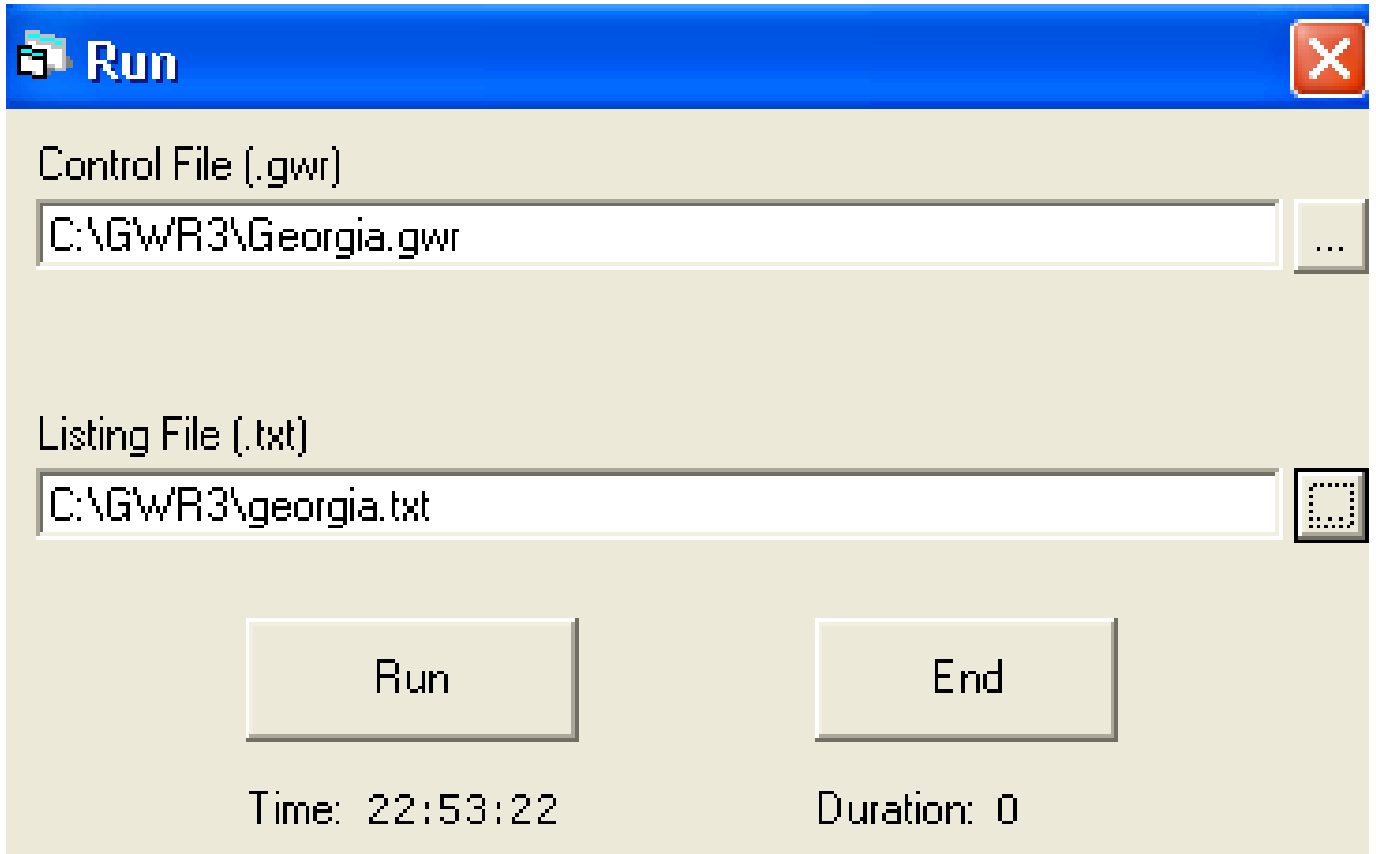 Run
Control File (.gwr)
C:\GWR3\Georgia.gwr
...
Listing File (.txt)
C:\GWR3\georgia.txt
...
Run End
Time: 22:53:22 Duration: 0